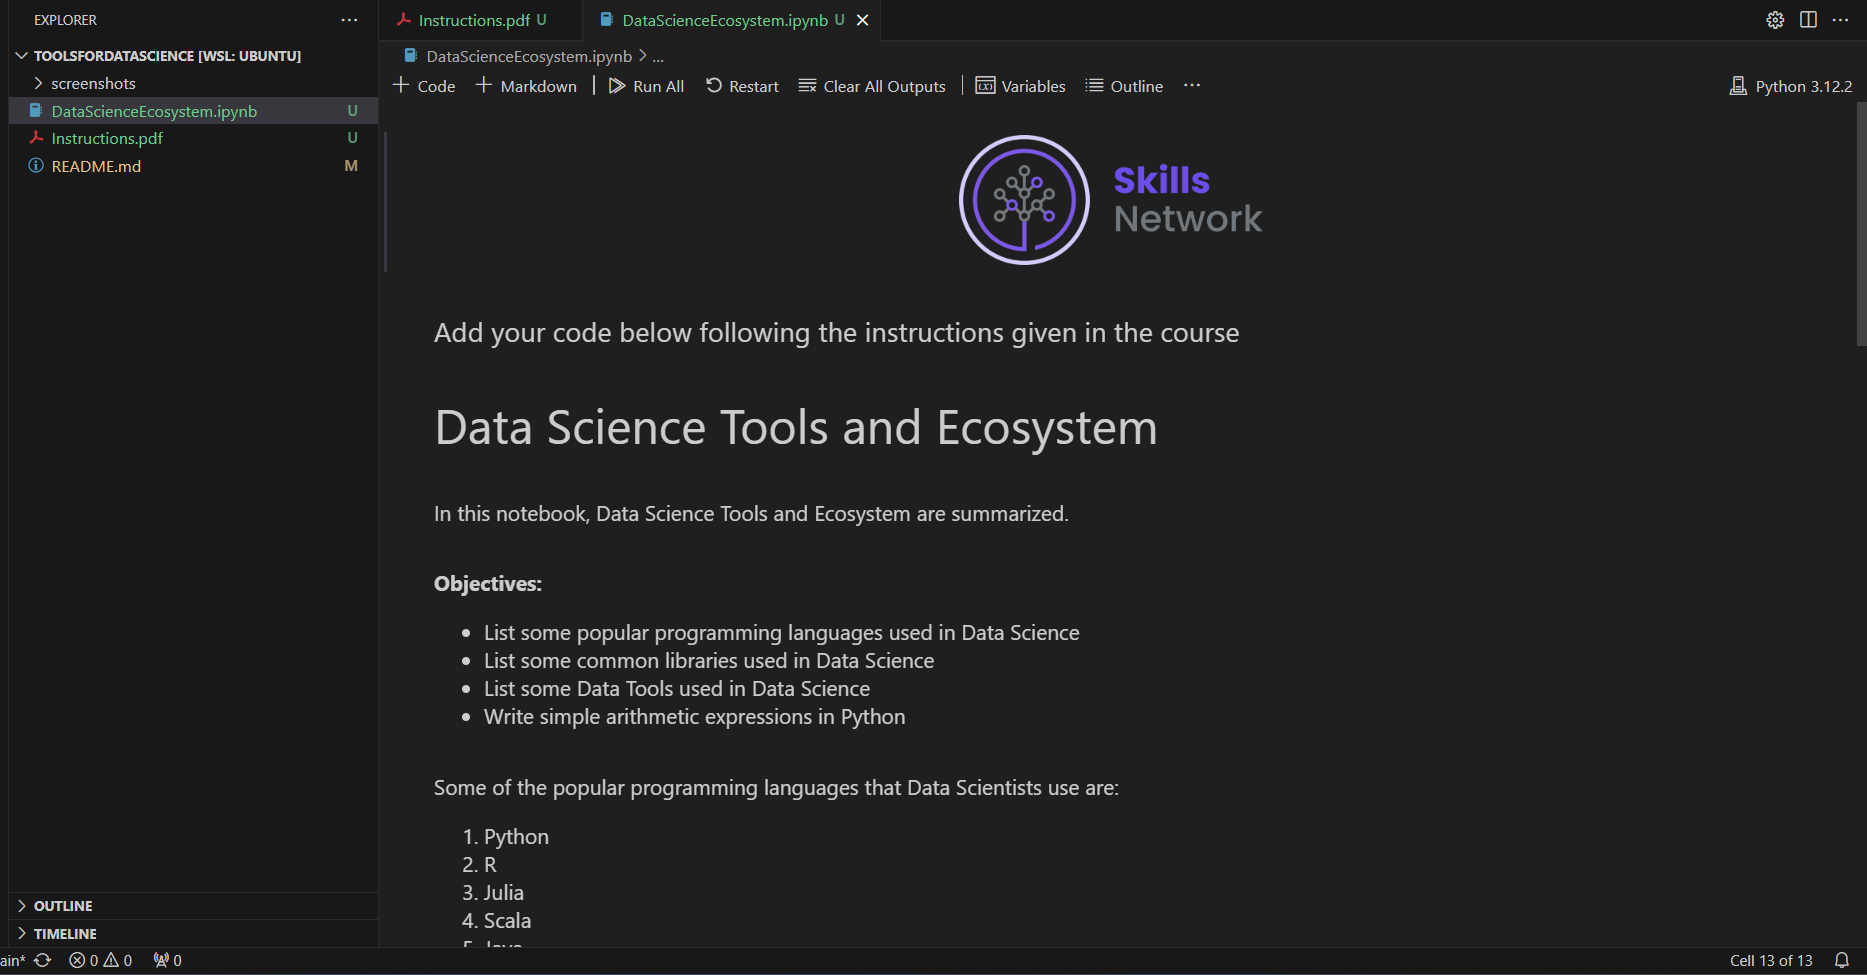 EXPLORER
TOOLSFORDATASCIENCE [WSL: UBUNTU]
screenshots
DataScienceEcosystem.ipynb U
Instructions.pdf U
README.md M
OUTLINE
TIMELINE
Instructions.pdf U
DataScienceEcosystem.ipynb U
DataScienceEcosystem.ipynb > ...
Code
Markdown
Run All
Restart
Clear All Outputs
Variables
Outline
Python 3.12.2
Skills
Network
Add your code below following the instructions given in the course
Data Science Tools and Ecosystem
In this notebook, Data Science Tools and Ecosystem are summarized.
Objectives:
• List some popular programming languages used in Data Science
• List some common libraries used in Data Science
• List some Data Tools used in Data Science
• Write simple arithmetic expressions in Python
Some of the popular programming languages that Data Scientists use are:
1. Python
2. R
3. Julia
4. Scala
5. Java
ain* 0 0 0
Cell 13 of 13